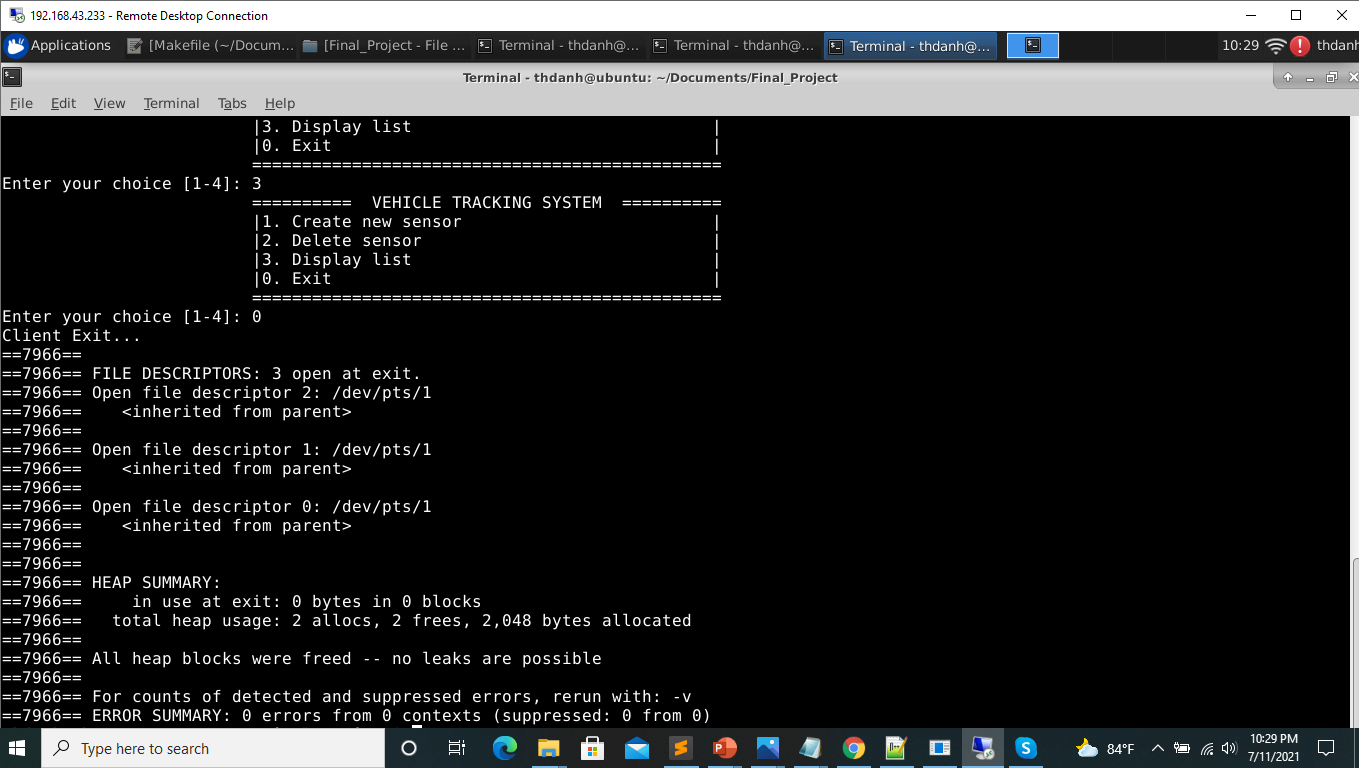 192.168.43.233 - Remote Desktop Connection
Applications [Makefile (~/Docum... [Final_Project - File ... Terminal - thdanh@... Terminal - thdanh@... Terminal - thdanh@... 10:29 thdanh
Terminal - thdanh@ubuntu: ~/Documents/Final_Project
File Edit View Terminal Tabs Help
|3. Display list |
|0. Exit |
===============================================
Enter your choice [1-4]: 3
========== VEHICLE TRACKING SYSTEM ==========
|1. Create new sensor |
|2. Delete sensor |
|3. Display list |
|0. Exit |
===============================================
Enter your choice [1-4]: 0
Client Exit...
==7966==
==7966== FILE DESCRIPTORS: 3 open at exit.
==7966== Open file descriptor 2: /dev/pts/1
==7966== <inherited from parent>
==7966==
==7966== Open file descriptor 1: /dev/pts/1
==7966== <inherited from parent>
==7966==
==7966== Open file descriptor 0: /dev/pts/1
==7966== <inherited from parent>
==7966==
==7966==
==7966== HEAP SUMMARY:
==7966== in use at exit: 0 bytes in 0 blocks
==7966== total heap usage: 2 allocs, 2 frees, 2,048 bytes allocated
==7966==
==7966== All heap blocks were freed -- no leaks are possible
==7966==
==7966== For counts of detected and suppressed errors, rerun with: -v
==7966== ERROR SUMMARY: 0 errors from 0 contexts (suppressed: 0 from 0)
Type here to search 84°F 10:29 PM
7/11/2021